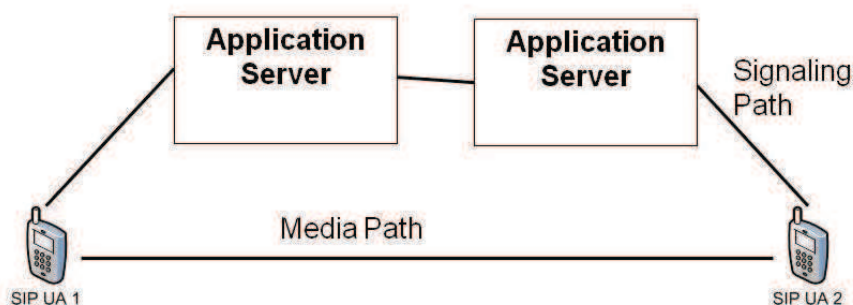 Application
Server
Application
Server
Signaling
Path
Media Path
SIP UA 1
SIP UA 2